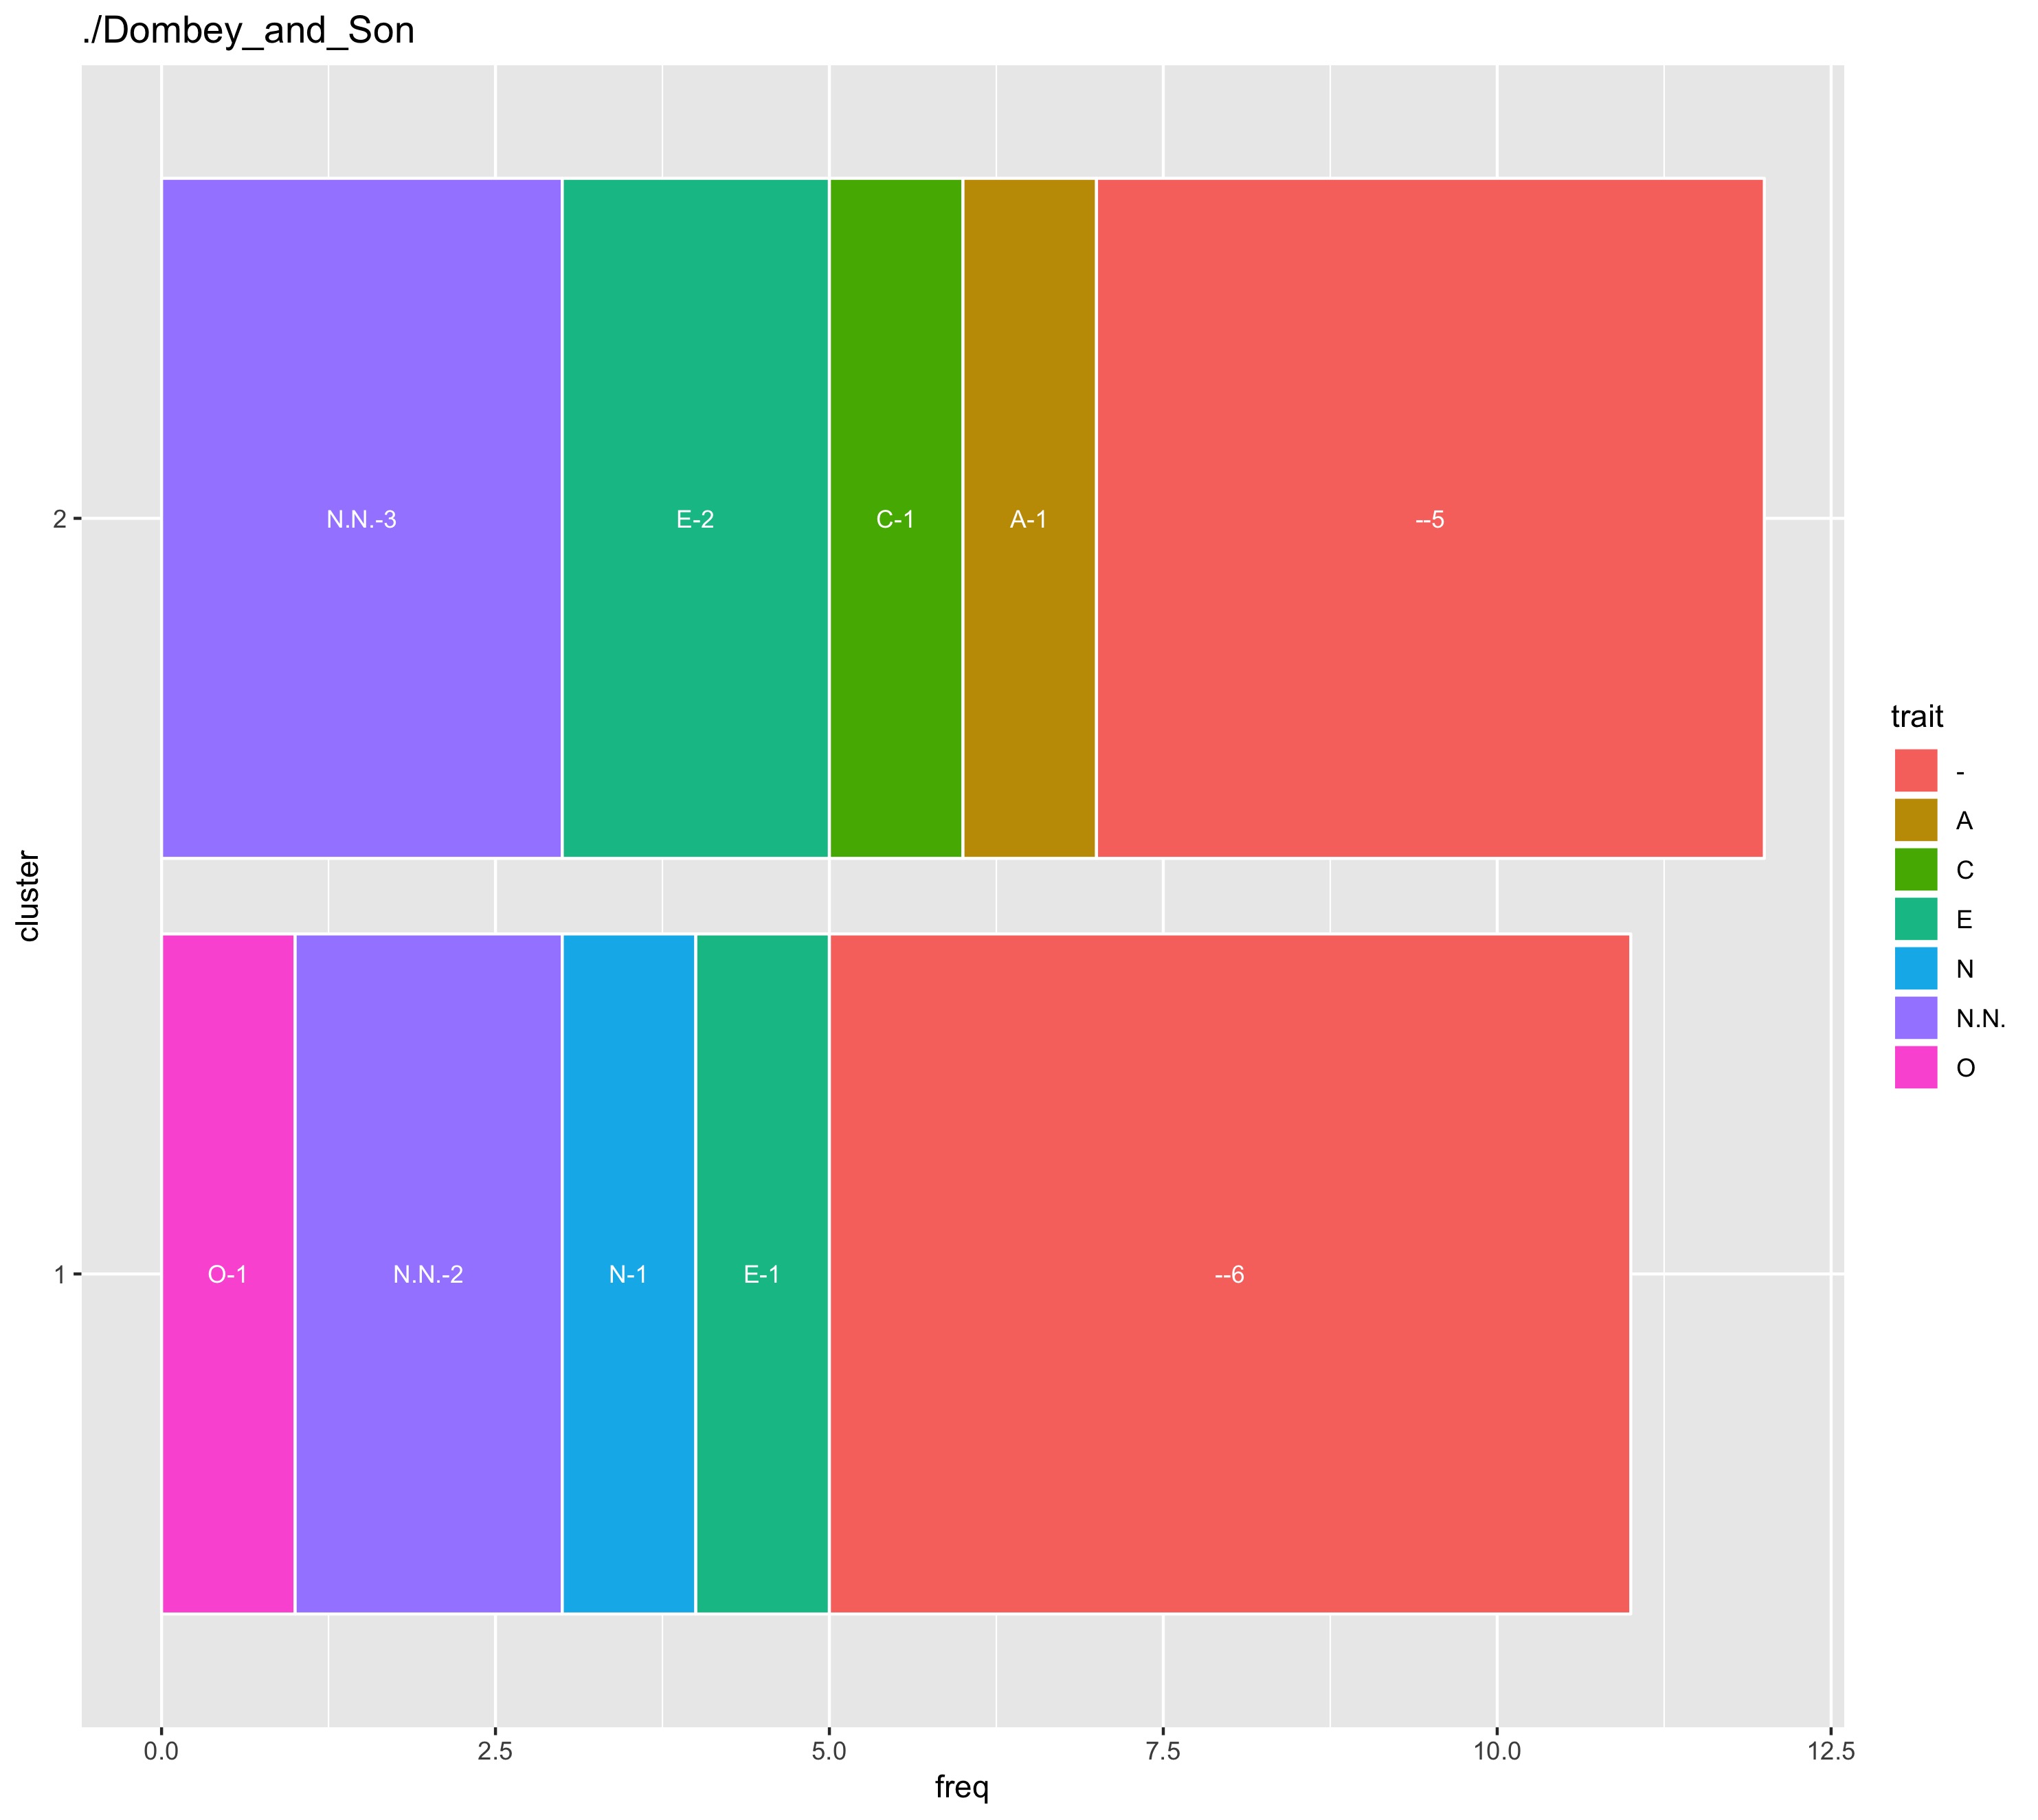 ./Dombey_and_Son
2
N.N.-3
E-2
C-1
A-1
--5
cluster
1
O-1
N.N.-2
N-1
E-1
--6
0.0
2.5
5.0
7.5
10.0
12.5
freq
trait
-
A
C
E
N
N.N.
O